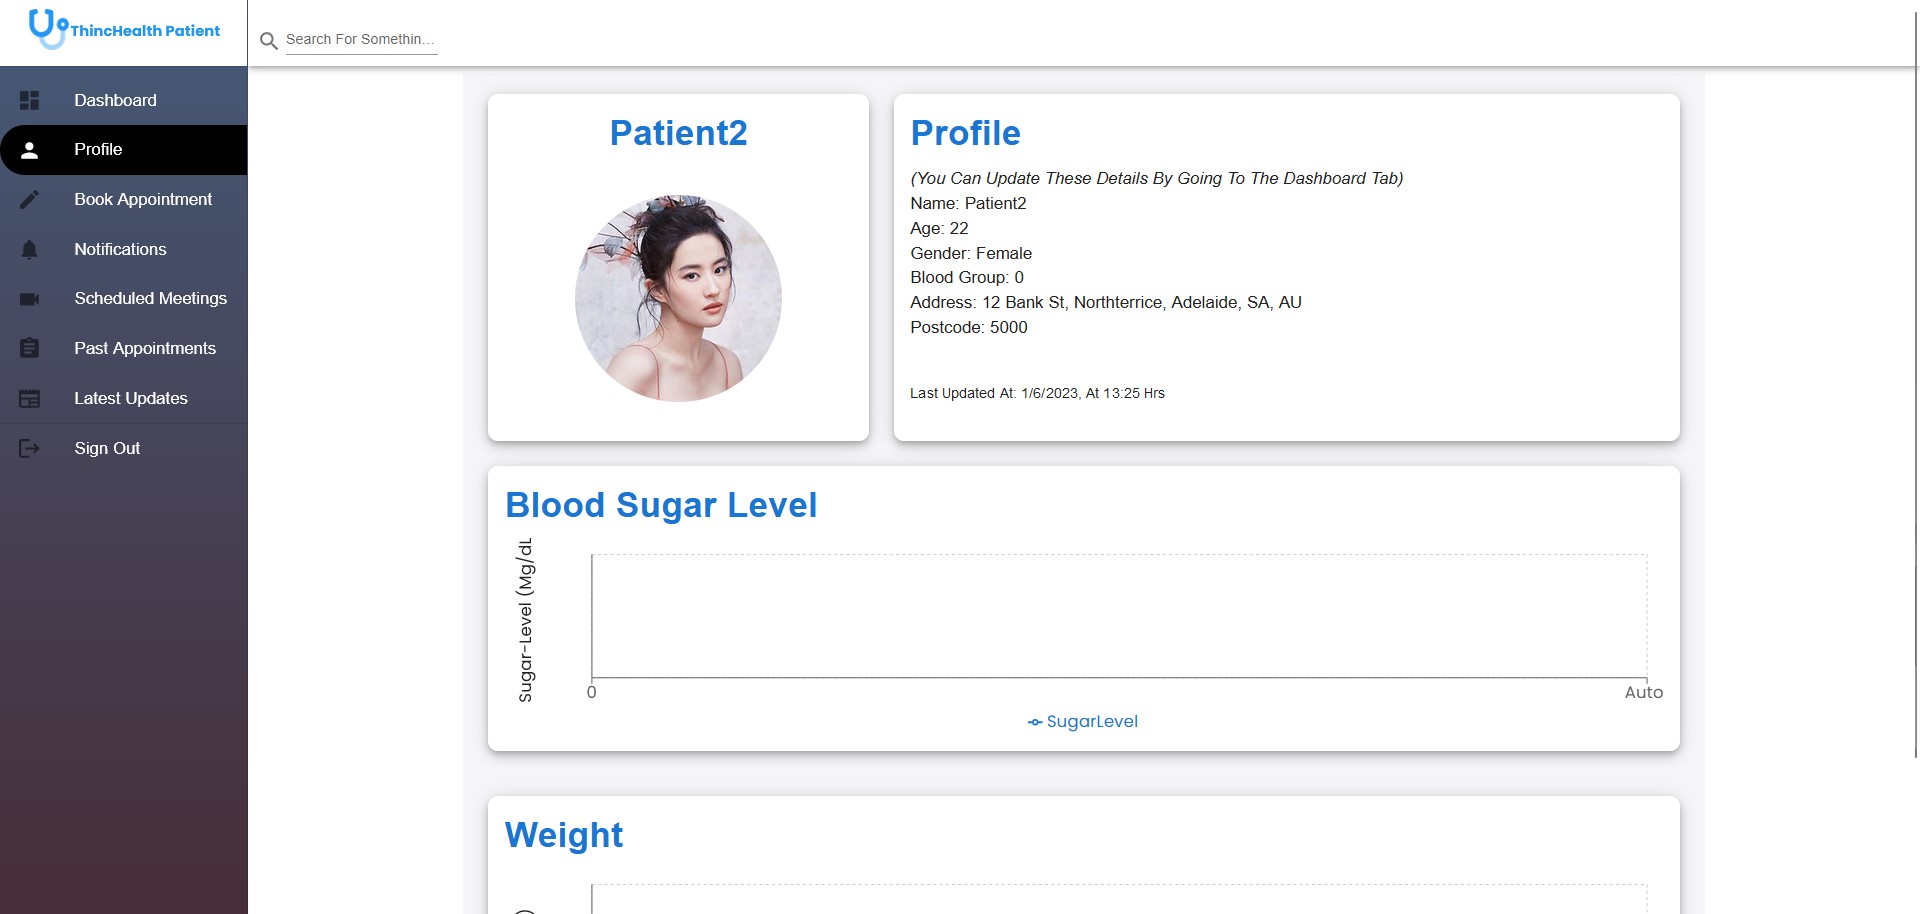 ThincHealth Patient
Search For Somethin...
Dashboard
Profile
Book Appointment
Notifications
Scheduled Meetings
Past Appointments
Latest Updates
Sign Out
Patient2
Profile
(You Can Update These Details By Going To The Dashboard Tab)
Name: Patient2
Age: 22
Gender: Female
Blood Group: 0
Address: 12 Bank St, Northterrice, Adelaide, SA, AU
Postcode: 5000
Last Updated At: 1/6/2023, At 13:25 Hrs
Blood Sugar Level
Sugar-Level (Mg/dL
0
Auto
SugarLevel
Weight